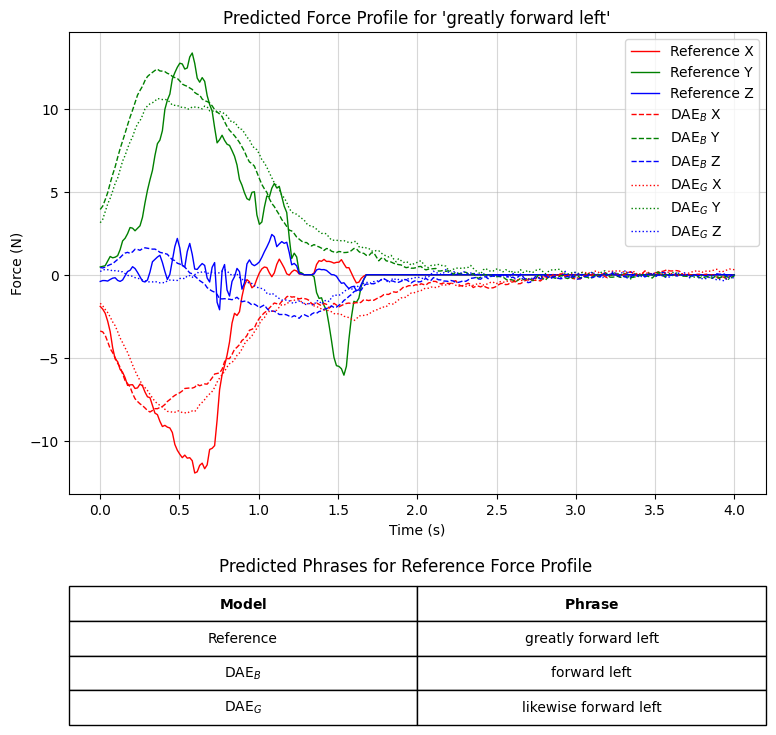 Predicted Force Profile for 'greatly forward left'
Force (N)
10
5
0
−5
−10
0.0 0.5 1.0 1.5 2.0 2.5 3.0 3.5 4.0
Time (s)
Reference X
Reference Y
Reference Z
DAE_B X
DAE_B Y
DAE_B Z
DAE_G X
DAE_G Y
DAE_G Z
Predicted Phrases for Reference Force Profile
Model Phrase
Reference greatly forward left
DAE_B forward left
DAE_G likewise forward left